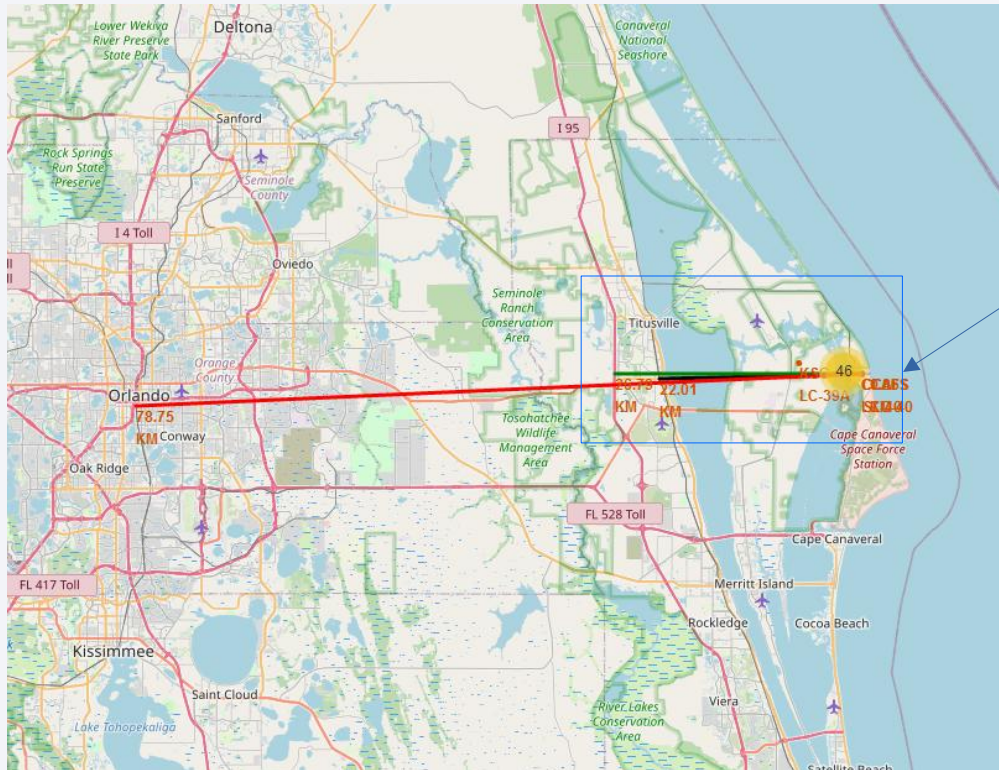 Lower Wekiva
River Preserve
State Park
Deltona
Canaveral
National
Seashore
Sanford
I 95
Rock Springs
Run State
Preserve
Seminole
County
I 4 Toll
Oviedo
Seminole
Ranch
Conservation
Area
Titusville
Orange
County
46
Orlando
78.75
KM
22.01
KM
KM
LC-39A
Conway
Tosohatchee
Wildlife
Management
Area
Cape Canaveral
Space Force
Station
Oak Ridge
FL 528 Toll
Cape Canaveral
FL 417 Toll
Merritt Island
Rockledge
Cocoa Beach
Kissimmee
Saint Cloud
Viera
Lake Tohopekaliga
River Lakes
Conservation
Area
Satellite Beach